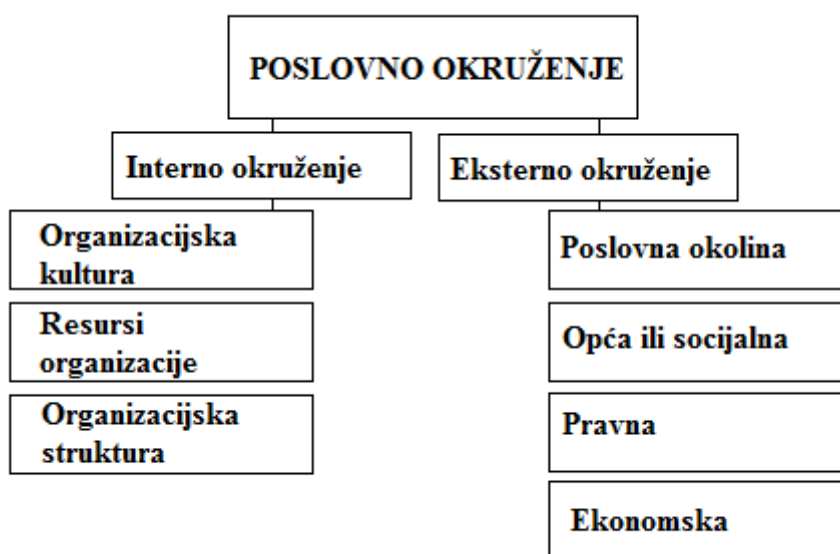 POSLOVNO OKRUŽENJE
Interno okruženje
Eksterno okruženje
Organizacijska
kultura
Resursi
organizacije
Organizacijska
struktura
Poslovna okolina
Opća ili socijalna
Pravna
Ekonomska